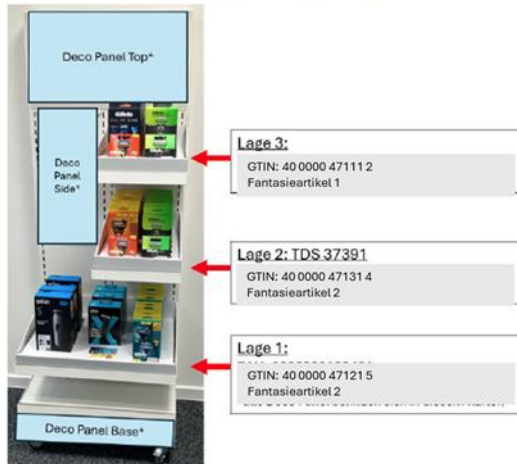 Deco Panel Top*
Deco
Panel
Side*
Deco Panel Base*
Lage 3:
GTIN: 40 0000 47111 2
Fantasieartikel 1
Lage 2: TDS 37391
GTIN: 40 0000 47131 4
Fantasieartikel 2
Lage 1:
GTIN: 40 0000 47121 5
Fantasieartikel 2